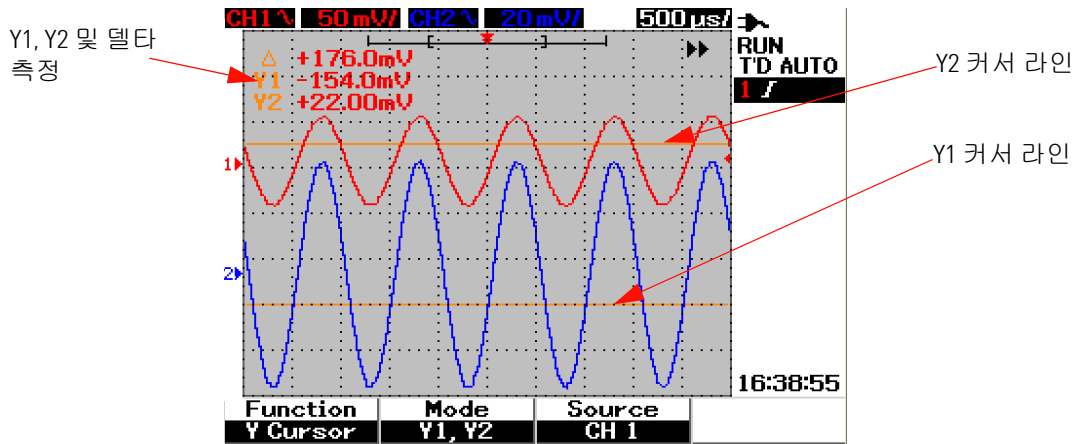 Y1, Y2 및 델타
측정
CH1 50 mV/ CH2 20 mV/ 500 µs/
RUN
T'D AUTO
1
Δ +176.0mV
Y1 -154.0mV
Y2 +22.00mV
Y2 커서 라인
Y1 커서 라인
1
2
16:38:55
Function Mode Source
Y Cursor Y1, Y2 CH 1